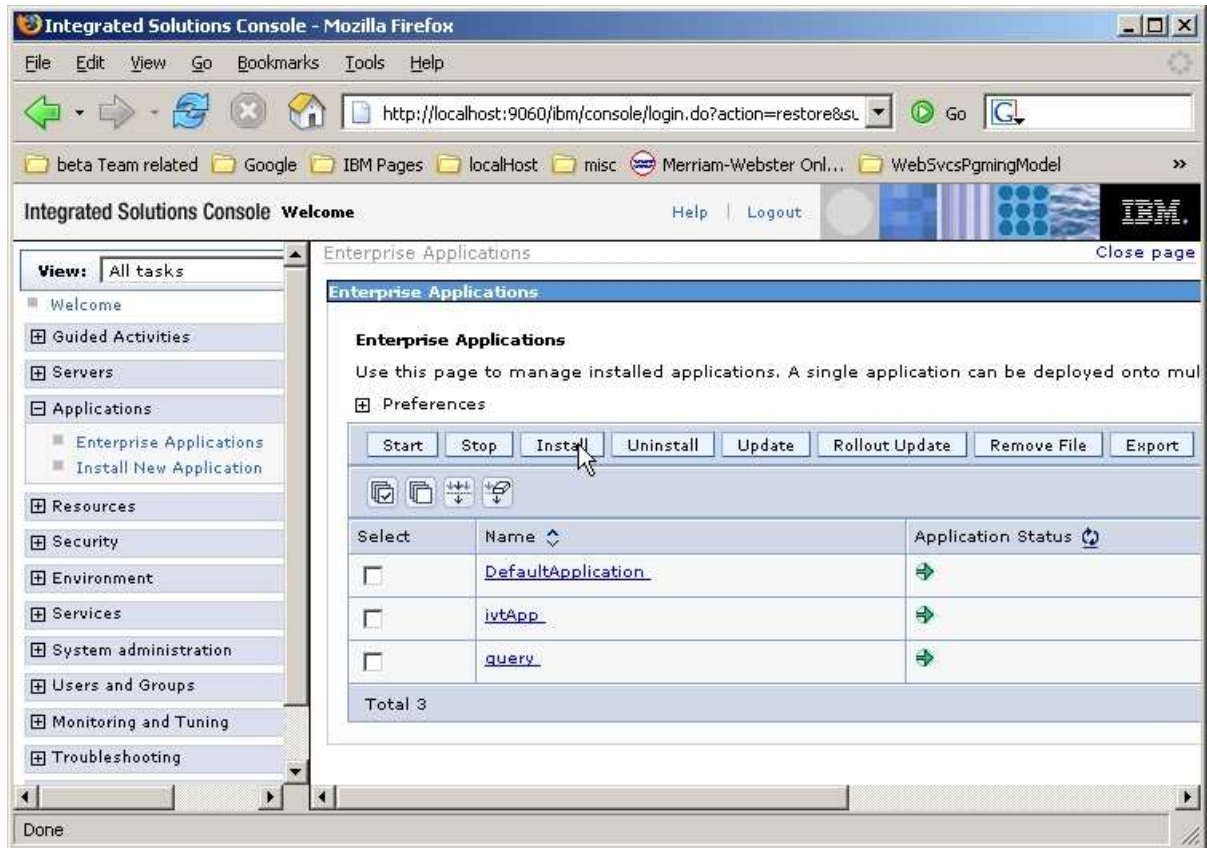 Integrated Solutions Console - Mozilla Firefox
File Edit View Go Bookmarks Tools Help
http://localhost:9060/ibm/console/login.do?action=restore&su Go G
beta Team related Google IBM Pages localHost misc Merriam-Webster Onl... WebSvcsPgmingModel »
Integrated Solutions Console Welcome Help | Logout IBM.
View: All tasks
Welcome
Guided Activities
Servers
Applications
Enterprise Applications
Install New Application
Resources
Security
Environment
Services
System administration
Users and Groups
Monitoring and Tuning
Troubleshooting
Enterprise Applications Close page
Enterprise Applications
Enterprise Applications
Use this page to manage installed applications. A single application can be deployed onto mul
Preferences
Start Stop Install Uninstall Update Rollout Update Remove File Export
Select Name Application Status
DefaultApplication
ivtApp
query
Total 3
Done